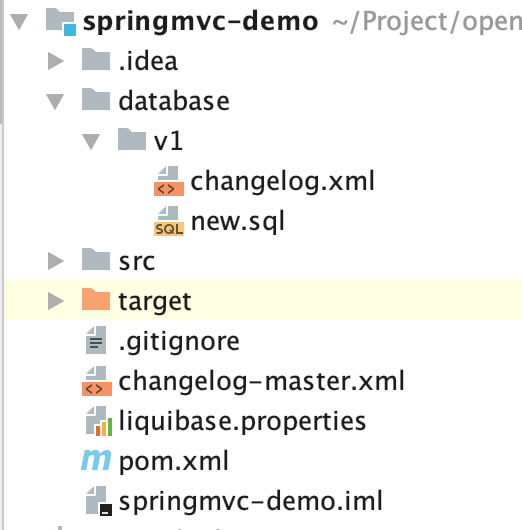 springmvc-demo ~/Project/open
.idea
database
v1
changelog.xml
<>
new.sql
SQL
src
target
.gitignore
changelog-master.xml
<>
liquibase.properties
m pom.xml
springmvc-demo.iml